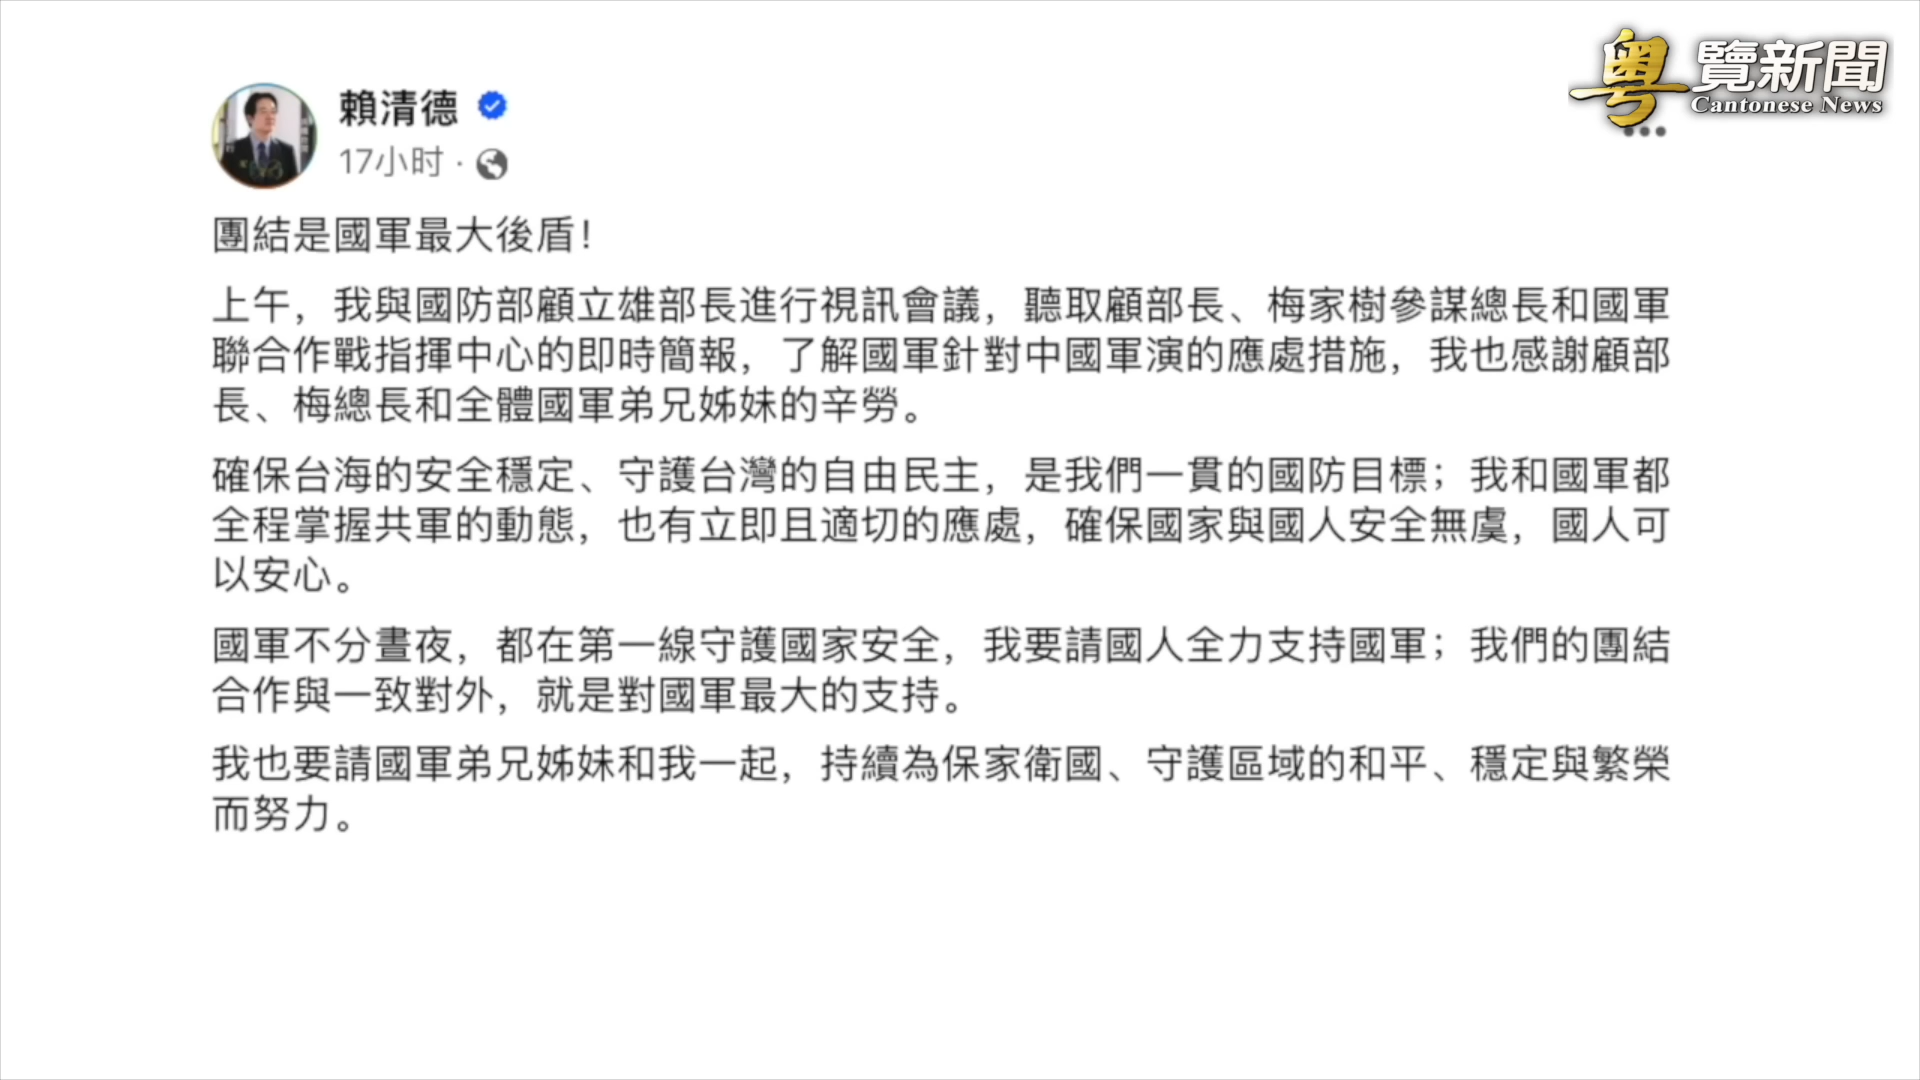 粵覽新聞
Cantonese News
賴清德
17小时 ·
團結是國軍最大後盾！
上午，我與國防部顧立雄部長進行視訊會議，聽取顧部長、梅家樹參謀總長和國軍
聯合作戰指揮中心的即時簡報，了解國軍針對中國軍演的應處措施，我也感謝顧部
長、梅總長和全體國軍弟兄姊妹的辛勞。
確保台海的安全穩定、守護台灣的自由民主，是我們一貫的國防目標；我和國軍都
全程掌握共軍的動態，也有立即且適切的應處，確保國家與國人安全無虞，國人可
以安心。
國軍不分晝夜，都在第一線守護國家安全，我要請國人全力支持國軍；我們的團結
合作與一致對外，就是對國軍最大的支持。
我也要請國軍弟兄姊妹和我一起，持續為保家衛國、守護區域的和平、穩定與繁榮
而努力。